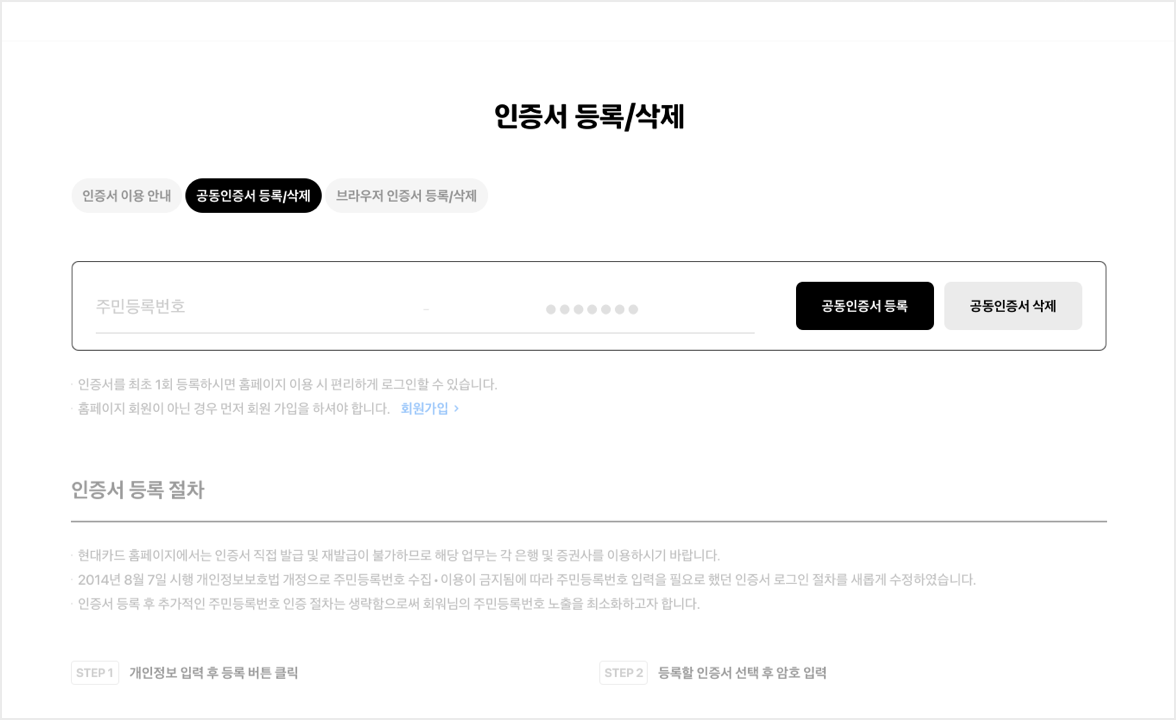 인증서 등록/삭제
인증서 이용 안내 공동인증서 등록/삭제 브라우저 인증서 등록/삭제
주민등록번호 - ●●●●●●● 공동인증서 등록 공동인증서 삭제
· 인증서를 최초 1회 등록하시면 홈페이지 이용 시 편리하게 로그인할 수 있습니다.
· 홈페이지 회원이 아닌 경우 먼저 회원 가입을 하셔야 합니다. 회원가입 >
인증서 등록 절차
· 현대카드 홈페이지에서는 인증서 직접 발급 및 재발급이 불가하므로 해당 업무는 각 은행 및 증권사를 이용하시기 바랍니다.
· 2014년 8월 7일 시행 개인정보보호법 개정으로 주민등록번호 수집•이용이 금지됨에 따라 주민등록번호 입력을 필요로 했던 인증서 로그인 절차를 새롭게 수정하였습니다.
· 인증서 등록 후 추가적인 주민등록번호 인증 절차는 생략함으로써 회워님의 주민등록번호 노출을 최소화하고자 합니다.
STEP 1 개인정보 입력 후 등록 버튼 클릭 STEP 2 등록할 인증서 선택 후 암호 입력